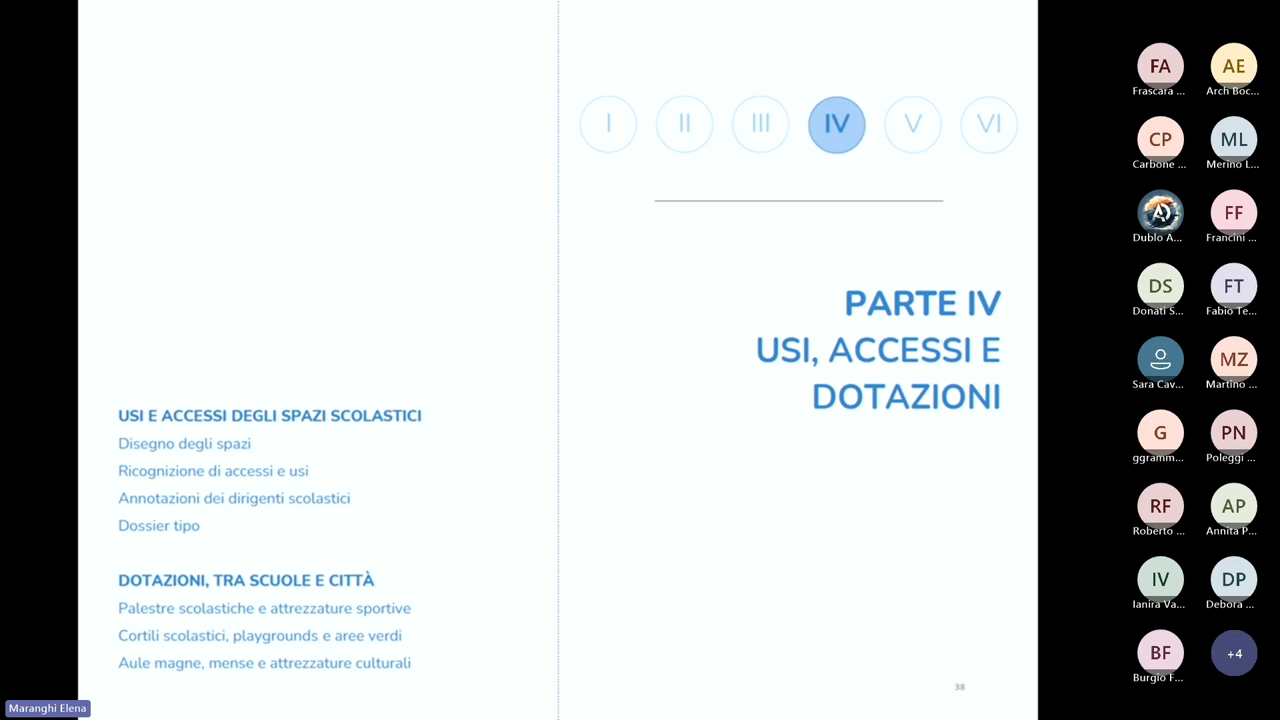 I II III IV V VI
PARTE IV
USI, ACCESSI E
DOTAZIONI
USI E ACCESSI DEGLI SPAZI SCOLASTICI
Disegno degli spazi
Ricognizione di accessi e usi
Annotazioni dei dirigenti scolastici
Dossier tipo
DOTAZIONI, TRA SCUOLE E CITTÀ
Palestre scolastiche e attrezzature sportive
Cortili scolastici, playgrounds e aree verdi
Aule magne, mense e attrezzature culturali
38
Maranghi Elena
FA AE
Frascara ... Arch Boc...
CP ML
Carbone ... Merino L...
AD
Dublo A... Francini ...
FF
DS FT
Donati S... Fabio Te...
MZ
Sara Cav... Martino ...
G PN
ggramm... Poleggi ...
RF AP
Roberto ... Annita P...
IV DP
Ianira Va... Debora ...
BF +4
Burgio F...